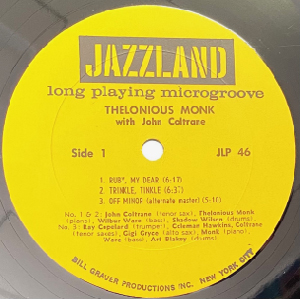 JAZZLAND
long playing microgroove
THELONIOUS MONK
with John Coltrane
Side 1 JLP 46
1. RUBY, MY DEAR (6:17)
2. TRINKLE, TINKLE (6:37)
3. OFF MINOR (alternate master) (5:10)
No. 1 & 2: John Coltrane (tenor sax), Thelonious Monk
(piano), Wilbur Ware (bass), Shadow Wilson (drums).
No. 3: Ray Copeland (trumpet), Coleman Hawkins, Coltrane
(tenor saxes), Gigi Gryce (alto sax), Monk (piano),
Ware (bass), Art Blakey (drums).
BILL GRAUER PRODUCTIONS INC. NEW YORK CITY